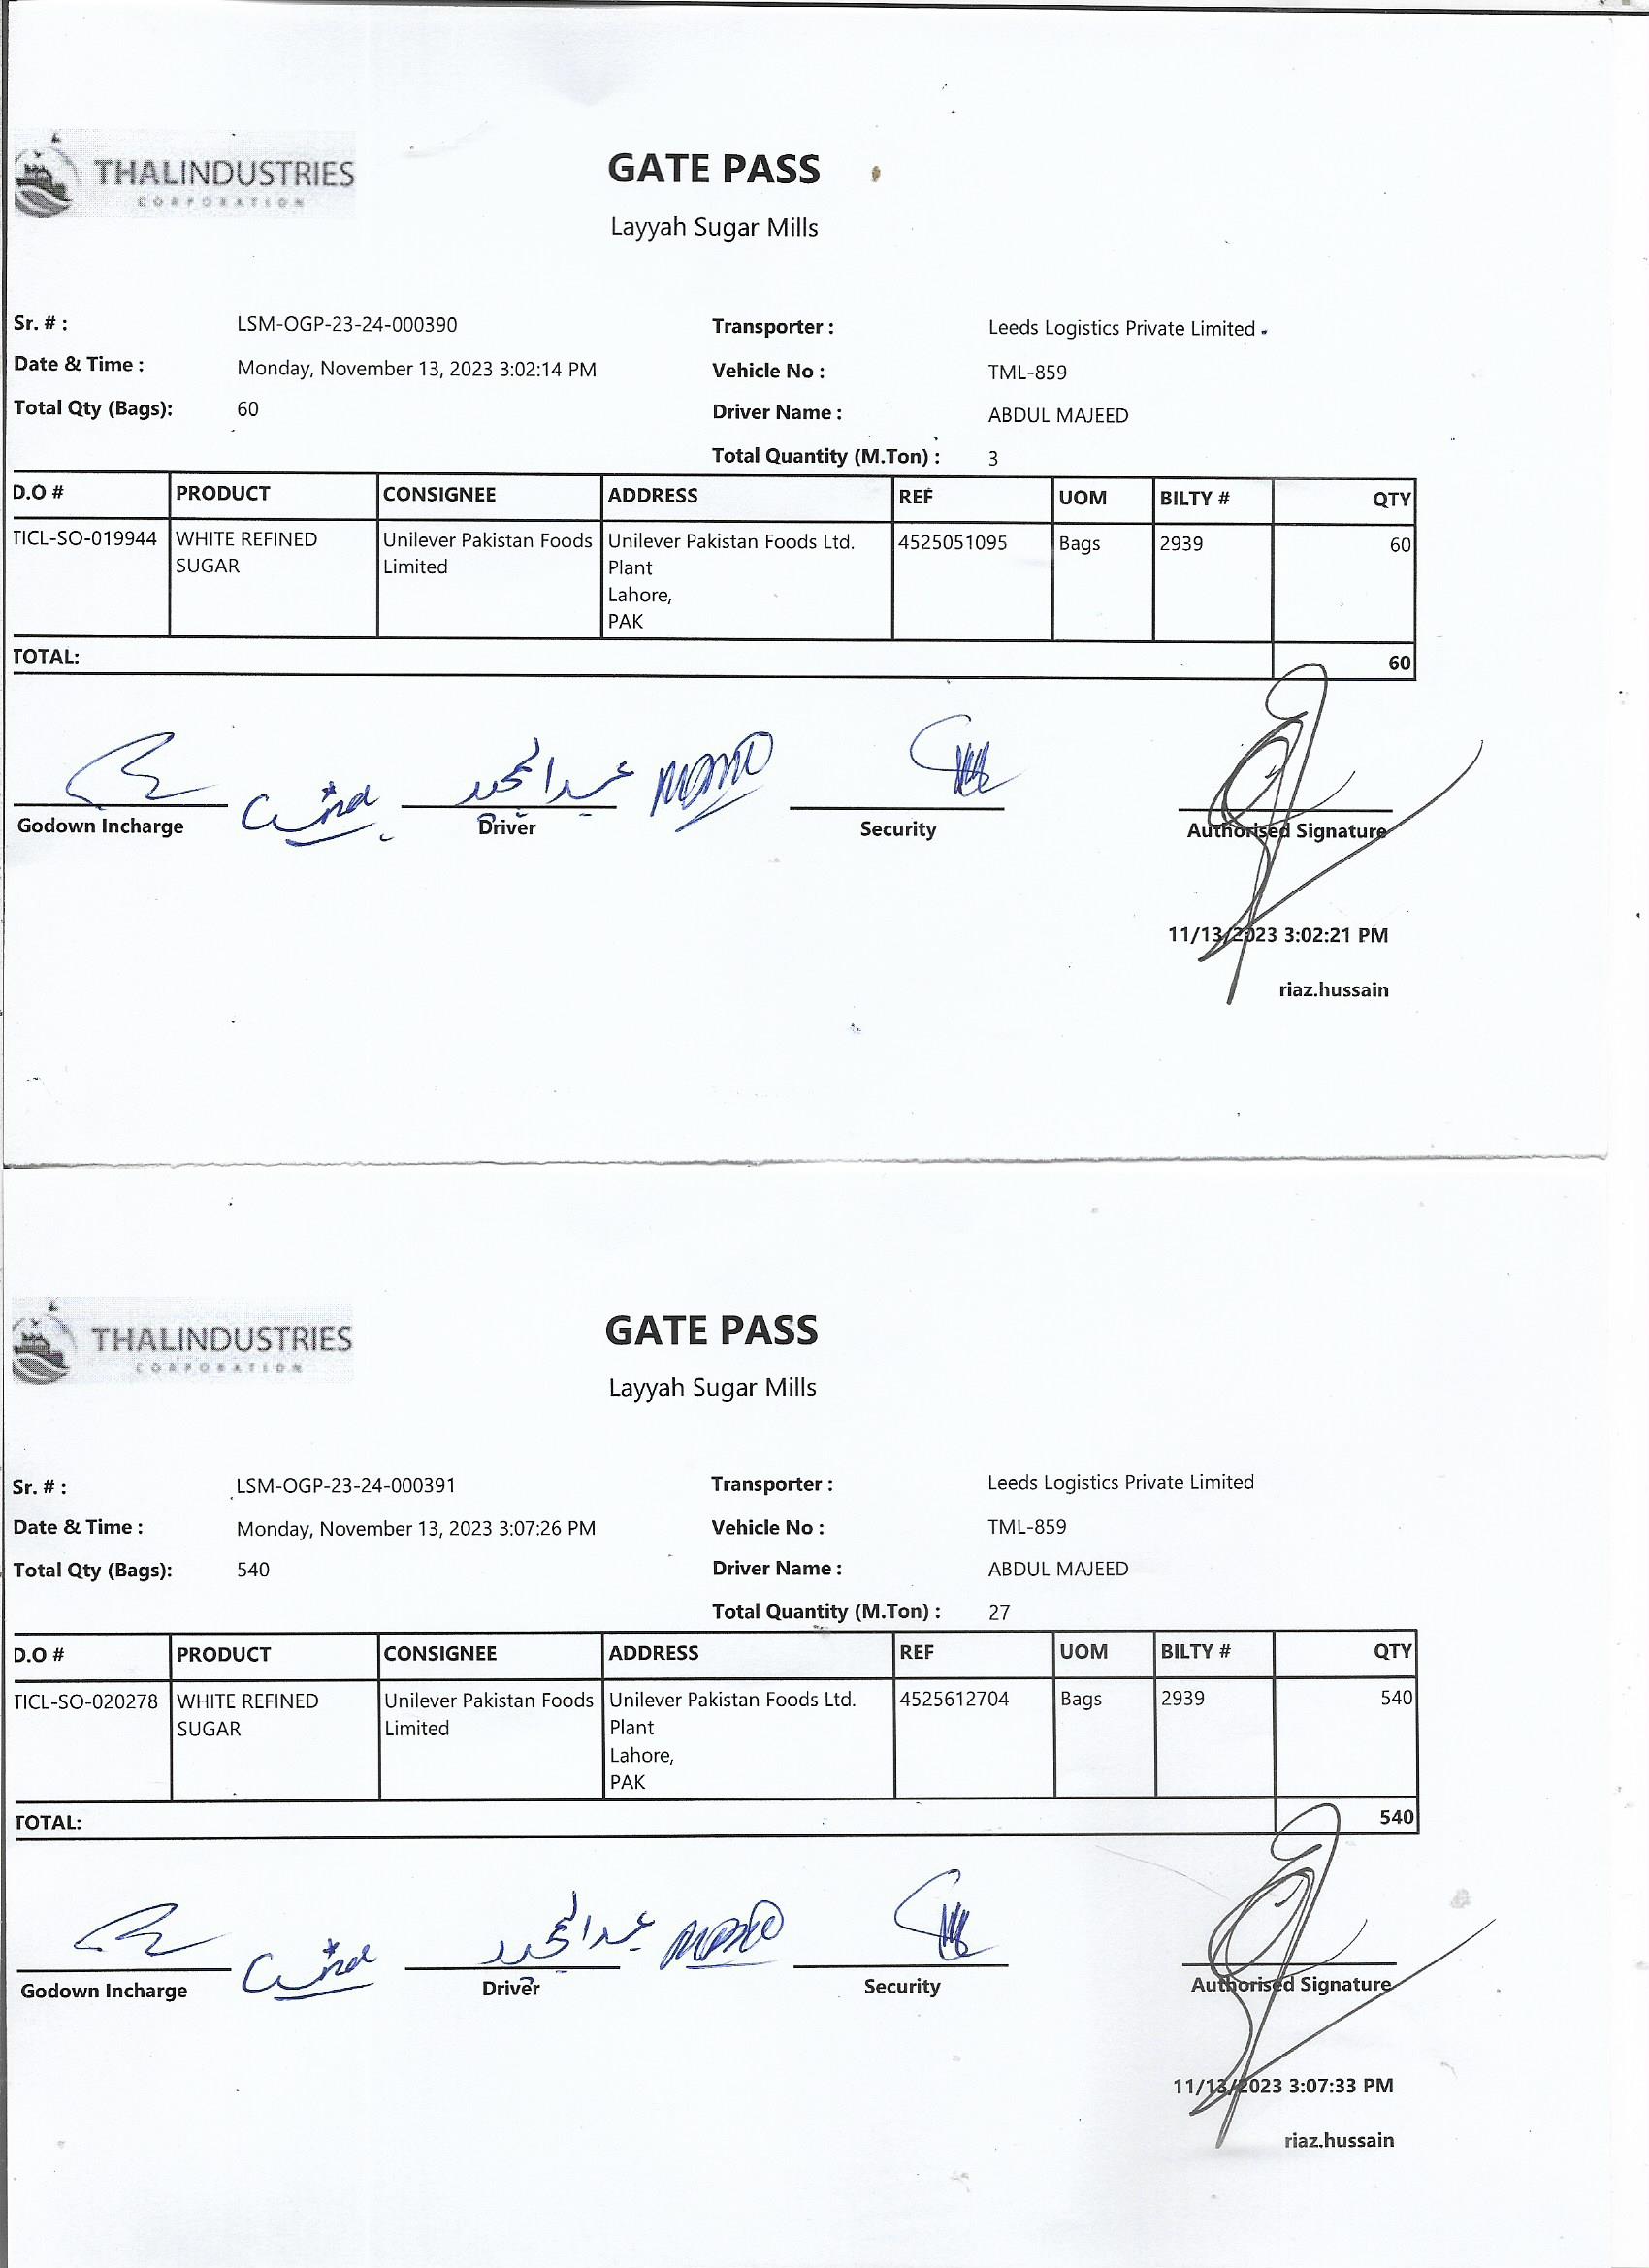 THALINDUSTRIES
CORPORATION
GATE PASS
Layyah Sugar Mills
Sr. # : LSM-OGP-23-24-000390 Transporter : Leeds Logistics Private Limited
Date & Time : Monday, November 13, 2023 3:02:14 PM Vehicle No : TML-859
Total Qty (Bags): 60 Driver Name : ABDUL MAJEED
Total Quantity (M.Ton) : 3
D.O # PRODUCT CONSIGNEE ADDRESS REF UOM BILTY # QTY
TICL-SO-019944 WHITE REFINED Unilever Pakistan Foods Unilever Pakistan Foods Ltd. 4525051095 Bags 2939 60
SUGAR Limited Plant
Lahore,
PAK
TOTAL: 60
عبدالمجید
Godown Incharge Driver Security Authorised Signature
11/13/2023 3:02:21 PM
riaz.hussain
THALINDUSTRIES
CORPORATION
GATE PASS
Layyah Sugar Mills
Sr. # : LSM-OGP-23-24-000391 Transporter : Leeds Logistics Private Limited
Date & Time : Monday, November 13, 2023 3:07:26 PM Vehicle No : TML-859
Total Qty (Bags): 540 Driver Name : ABDUL MAJEED
Total Quantity (M.Ton) : 27
D.O # PRODUCT CONSIGNEE ADDRESS REF UOM BILTY # QTY
TICL-SO-020278 WHITE REFINED Unilever Pakistan Foods Unilever Pakistan Foods Ltd. 4525612704 Bags 2939 540
SUGAR Limited Plant
Lahore,
PAK
TOTAL: 540
عبدالمجید
Godown Incharge Driver Security Authorised Signature
11/13/2023 3:07:33 PM
riaz.hussain